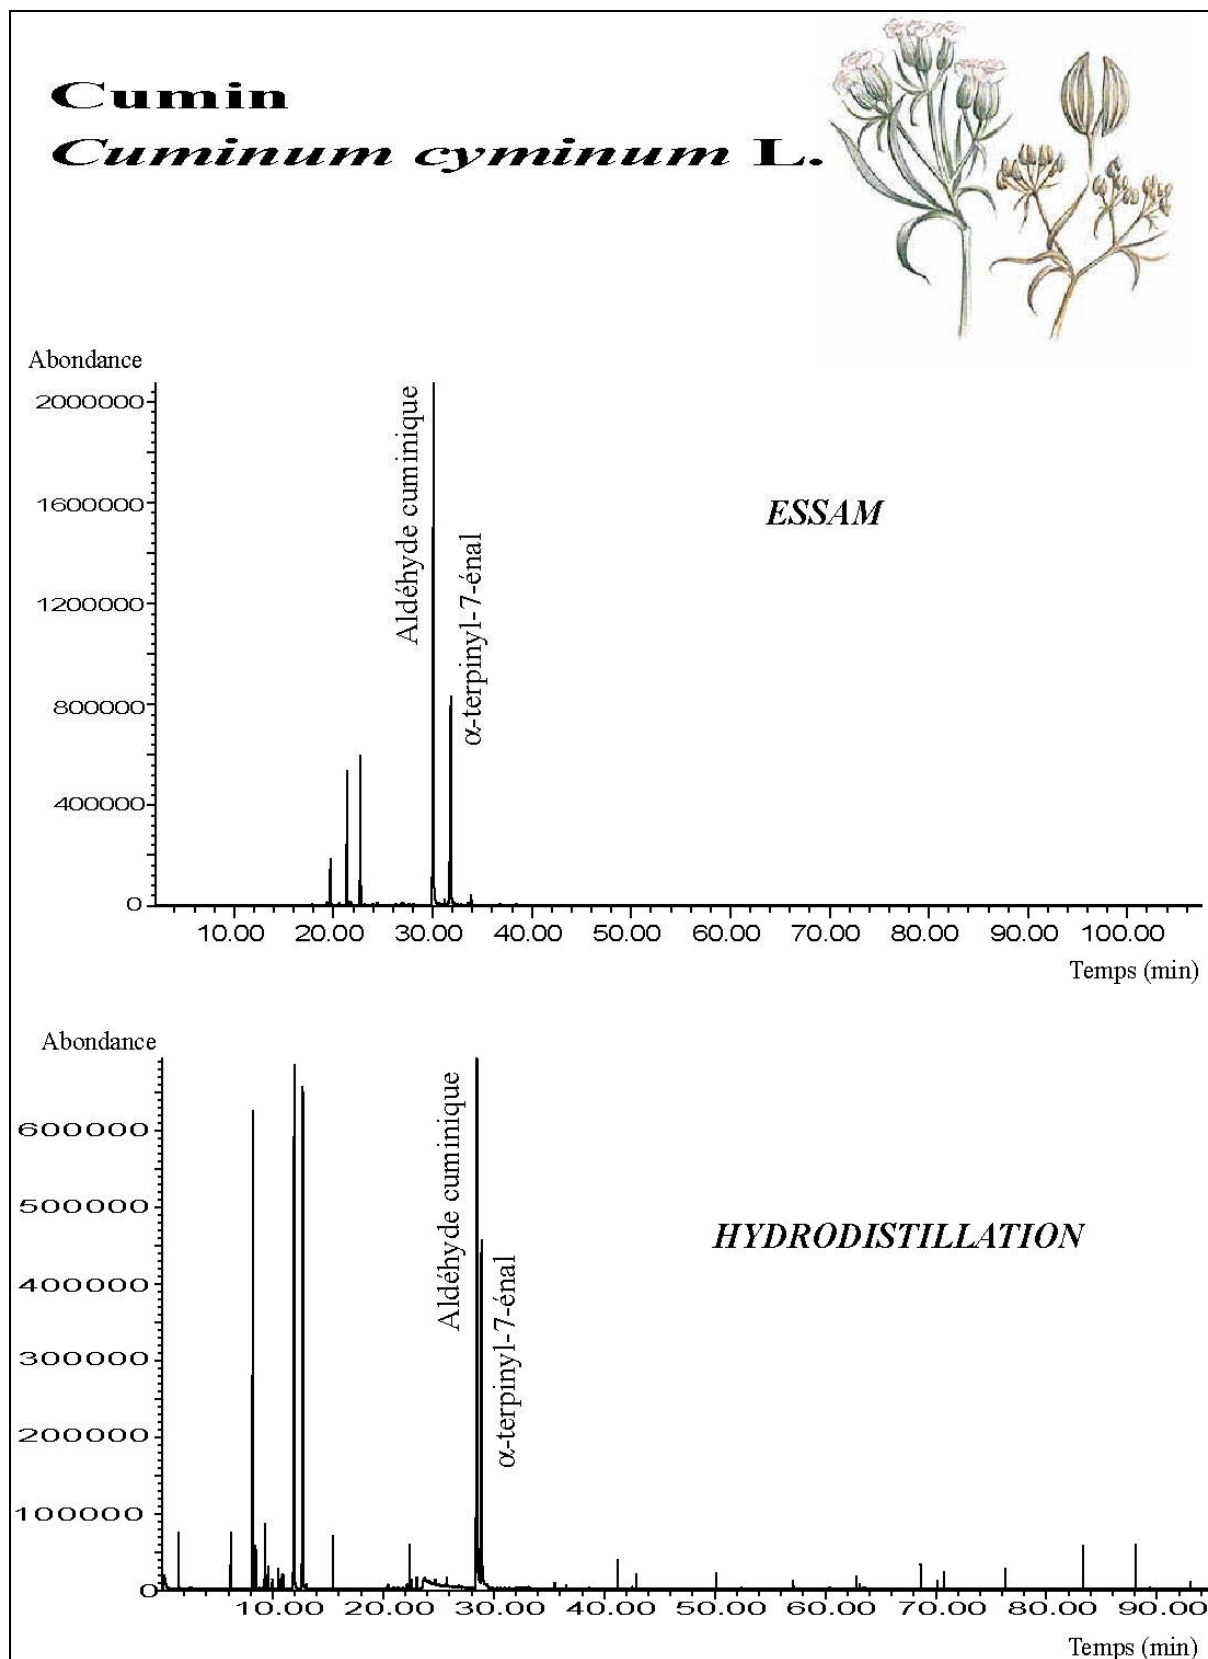 Cumin
Cuminum cyminum L.
Abondance
2000000
1600000
1200000
800000
400000
0
Aldéhyde cuminique
α-terpinyl-7-énal
ESSAM
10.00 20.00 30.00 40.00 50.00 60.00 70.00 80.00 90.00 100.00
Temps (min)
Abondance
600000
500000
400000
300000
200000
100000
0
Aldéhyde cuminique
α-terpinyl-7-énal
HYDRODISTILLATION
10.00 20.00 30.00 40.00 50.00 60.00 70.00 80.00 90.00
Temps (min)